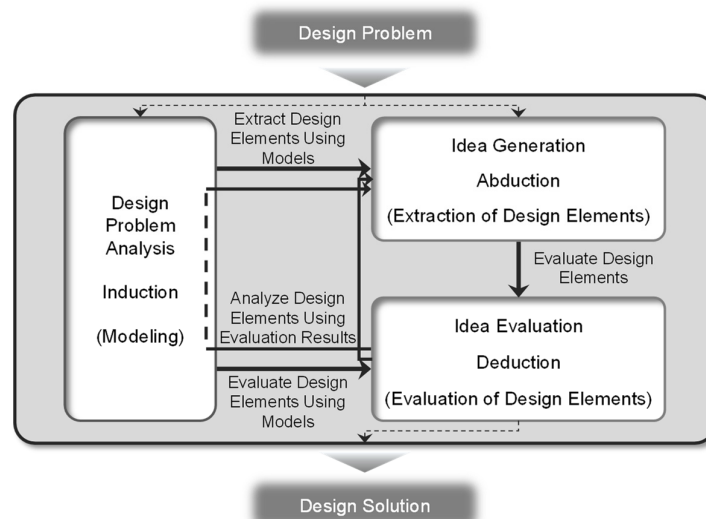 Design Problem
Extract Design
Elements Using
Models
Idea Generation
Abduction
(Extraction of Design Elements)
Design
Problem
Analysis
Induction
(Modeling)
Evaluate Design
Elements
Analyze Design
Elements Using
Evaluation Results
Idea Evaluation
Deduction
(Evaluation of Design Elements)
Evaluate Design
Elements Using
Models
Design Solution